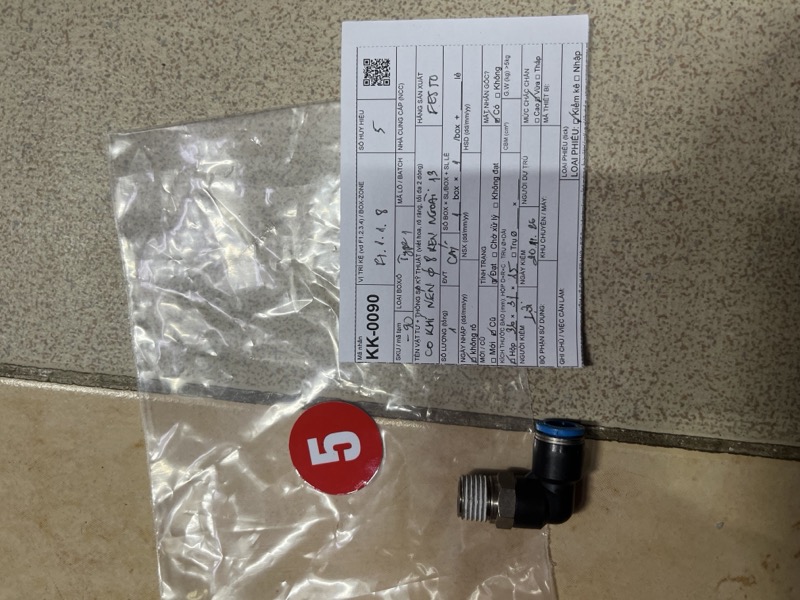 5
Mã nhãn
KK-0090
VỊ TRÍ KỆ (vd F1.2.3.4) / BOX-ZONE
F1.1.1.8
SỐ HUY HIỆU
5
SKU / mã tạm
-90
LOẠI BOX/Ô
Type 1
MÃ LÔ / BATCH
NHÀ CUNG CẤP (NCC)
TÊN VẬT TƯ + THÔNG SỐ KỸ THUẬT (viết hoa, rõ ràng, tối đa 2 dòng)
CO KHÍ NÉN Ø 8 REN NGOÀI 13
HÃNG SẢN XUẤT
FESTO
SỐ LƯỢNG (tổng)
1
ĐVT
CÁI
SỐ BOX × SL/BOX + SL LẺ
1 box × 1 /box + lẻ
NGÀY NHẬP (dd/mm/yy)
không rõ
NSX (dd/mm/yy)
HSD (dd/mm/yy)
MỚI / CŨ
Mới Cũ
TÌNH TRẠNG
Đạt Chờ xử lý Không đạt
MẶT NHÃN GỐC?
Có Không
KÍCH THƯỚC BAO (mm): HỘP D×R×C TRỤ Ø×DÀI
Hộp 36 × 31 × 15 Trụ Ø ×
CBM (cm³)
G.W (kg) >5kg
NGƯỜI KIỂM
NGÀY KIỂM
NGƯỜI DỰ TRÙ
MỨC CHẮC CHẮN
Cao Vừa Thấp
BỘ PHẬN SỬ DỤNG:
KHU CHUYỀN / MÁY:
MÃ THIẾT BỊ:
GHI CHÚ / VIỆC CẦN LÀM:
LOẠI PHIẾU (tick)
LOẠI PHIẾU: Kiểm kê Nhập